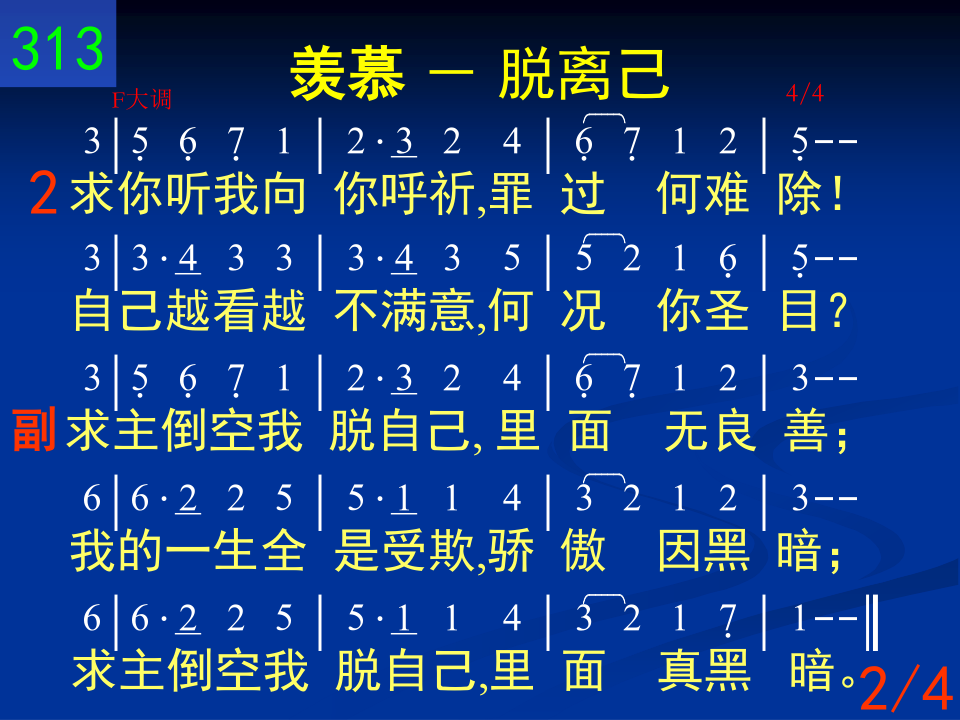 313
羡慕 － 脱离己
F大调 4/4
3|5̣ 6̣ 7̣ 1|2·3̲ 2 4|6̣ 7̣ 1 2|5̣--
2 求你听我向 你呼祈,罪 过 何难 除！
3|3·4̲ 3 3|3·4̲ 3 5|5 2 1 6̣|5̣--
自己越看越 不满意,何 况 你圣 目？
3|5̣ 6̣ 7̣ 1|2·3̲ 2 4|6̣ 7̣ 1 2|3--
副 求主倒空我 脱自己, 里 面 无良 善；
6|6·2̲ 2 5|5·1̲ 1 4|3 2 1 2|3--
我的一生全 是受欺,骄 傲 因黑 暗；
6|6·2̲ 2 5|5·1̲ 1 4|3 2 1 7̣|1--‖
求主倒空我 脱自己,里 面 真黑 暗。
2/4